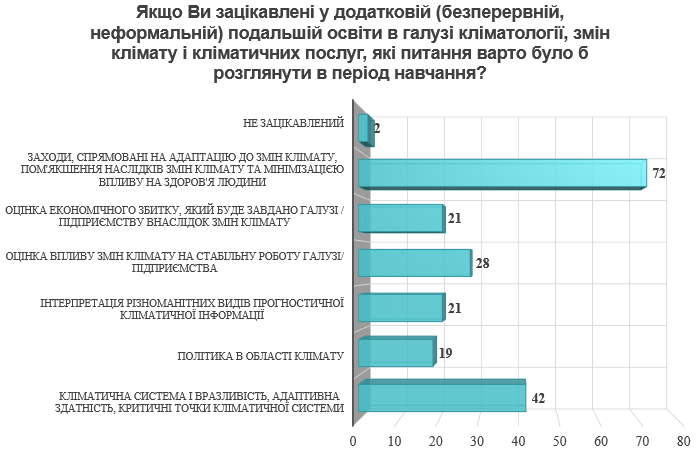 Якщо Ви зацікавлені у додатковій (безперервній,
неформальній) подальшій освіти в галузі кліматології, змін
клімату і кліматичних послуг, які питання варто було б
розглянути в період навчання?
НЕ ЗАЦІКАВЛЕНИЙ
2
ЗАХОДИ, СПРЯМОВАНІ НА АДАПТАЦІЮ ДО ЗМІН КЛІМАТУ,
ПОМ'ЯКШЕННЯ НАСЛІДКІВ ЗМІН КЛІМАТУ ТА МІНІМІЗАЦІЄЮ
ВПЛИВУ НА ЗДОРОВ'Я ЛЮДИНИ
72
ОЦІНКА ЕКОНОМІЧНОГО ЗБИТКУ, ЯКИЙ БУДЕ ЗАВДАНО ГАЛУЗІ /
ПІДПРИЄМСТВУ ВНАСЛІДОК ЗМІН КЛІМАТУ
21
ОЦІНКА ВПЛИВУ ЗМІН КЛІМАТУ НА СТАБІЛЬНУ РОБОТУ ГАЛУЗІ/
ПІДПРИЄМСТВА
28
ІНТЕРПРЕТАЦІЯ РІЗНОМАНІТНИХ ВИДІВ ПРОГНОСТИЧНОЇ
КЛІМАТИЧНОЇ ІНФОРМАЦІЇ
21
ПОЛІТИКА В ОБЛАСТІ КЛІМАТУ
19
КЛІМАТИЧНА СИСТЕМА І ВРАЗЛИВІСТЬ, АДАПТИВНА
ЗДАТНІСТЬ, КРИТИЧНІ ТОЧКИ КЛІМАТИЧНОЇ СИСТЕМИ
42
0 10 20 30 40 50 60 70 80